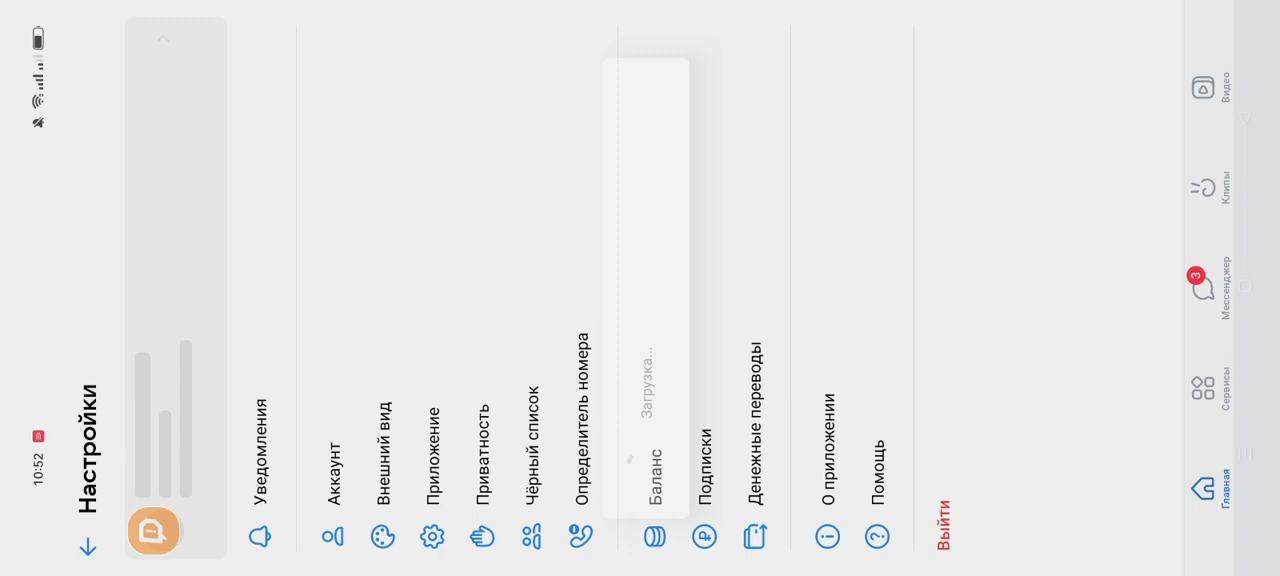 10:52
Настройки
Уведомления
Аккаунт
Внешний вид
Приложение
Приватность
Чёрный список
Определитель номера
Загрузка...
Баланс
Подписки
Денежные переводы
О приложении
Помощь
Выйти
3
Главная
Сервисы
Мессенджер
Клипы
Видео